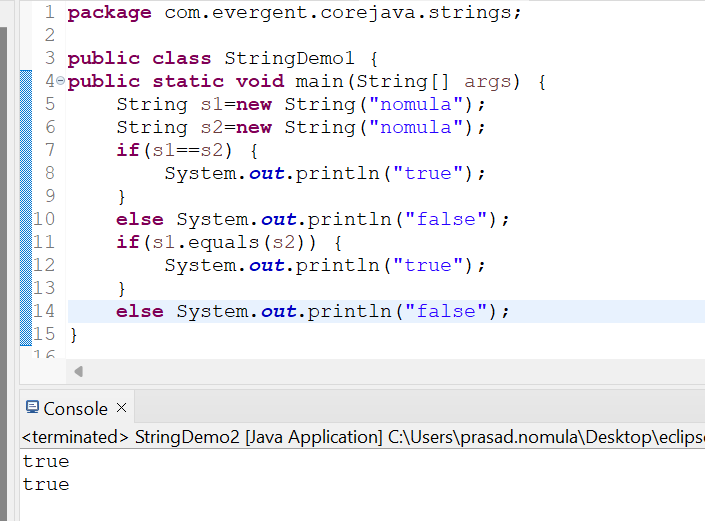 1 package com.evergent.corejava.strings;
2
3 public class StringDemo1 {
4 public static void main(String[] args) {
5 String s1=new String("nomula");
6 String s2=new String("nomula");
7 if(s1==s2) {
8 System.out.println("true");
9 }
10 else System.out.println("false");
11 if(s1.equals(s2)) {
12 System.out.println("true");
13 }
14 else System.out.println("false");
15 }
16
Console ×
<terminated> StringDemo2 [Java Application] C:\Users\prasad.nomula\Desktop\eclips
true
true